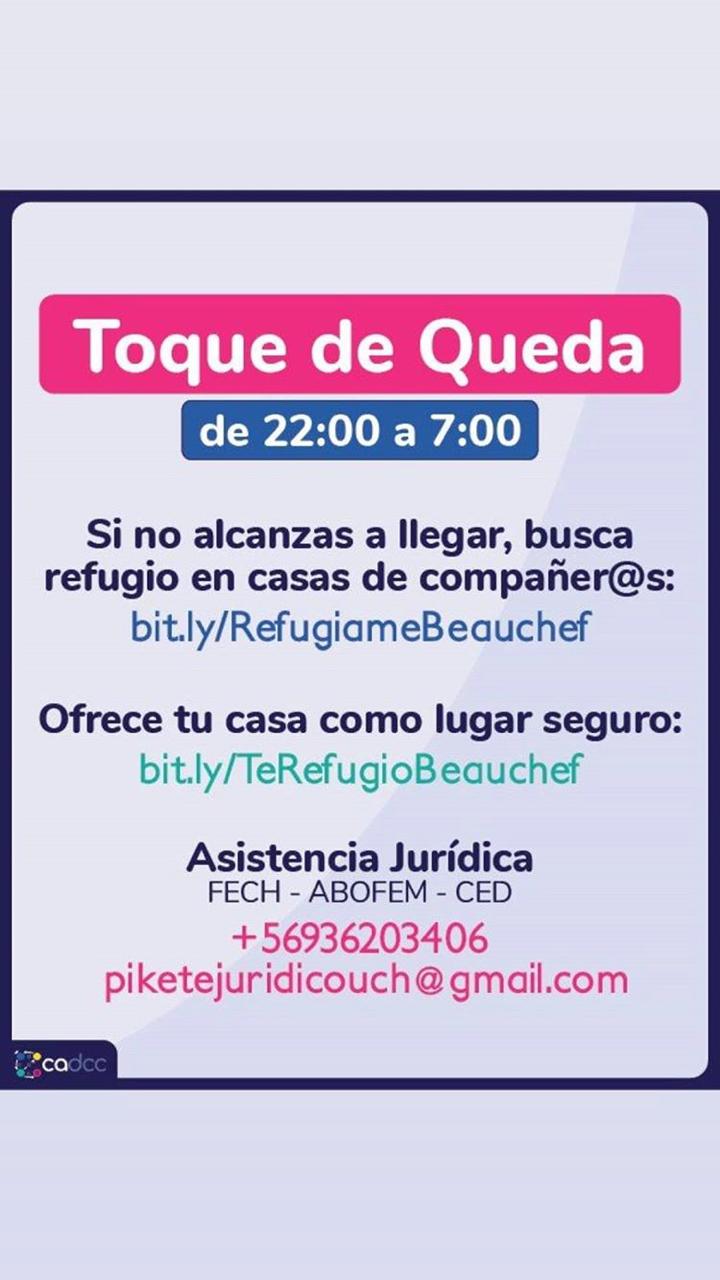 Toque de Queda
de 22:00 a 7:00
Si no alcanzas a llegar, busca
refugio en casas de compañer@s:
bit.ly/RefugiameBeauchef
Ofrece tu casa como lugar seguro:
bit.ly/TeRefugioBeauchef
Asistencia Jurídica
FECH - ABOFEM - CED
+56936203406
piketejuridicouch@gmail.com
cadcc